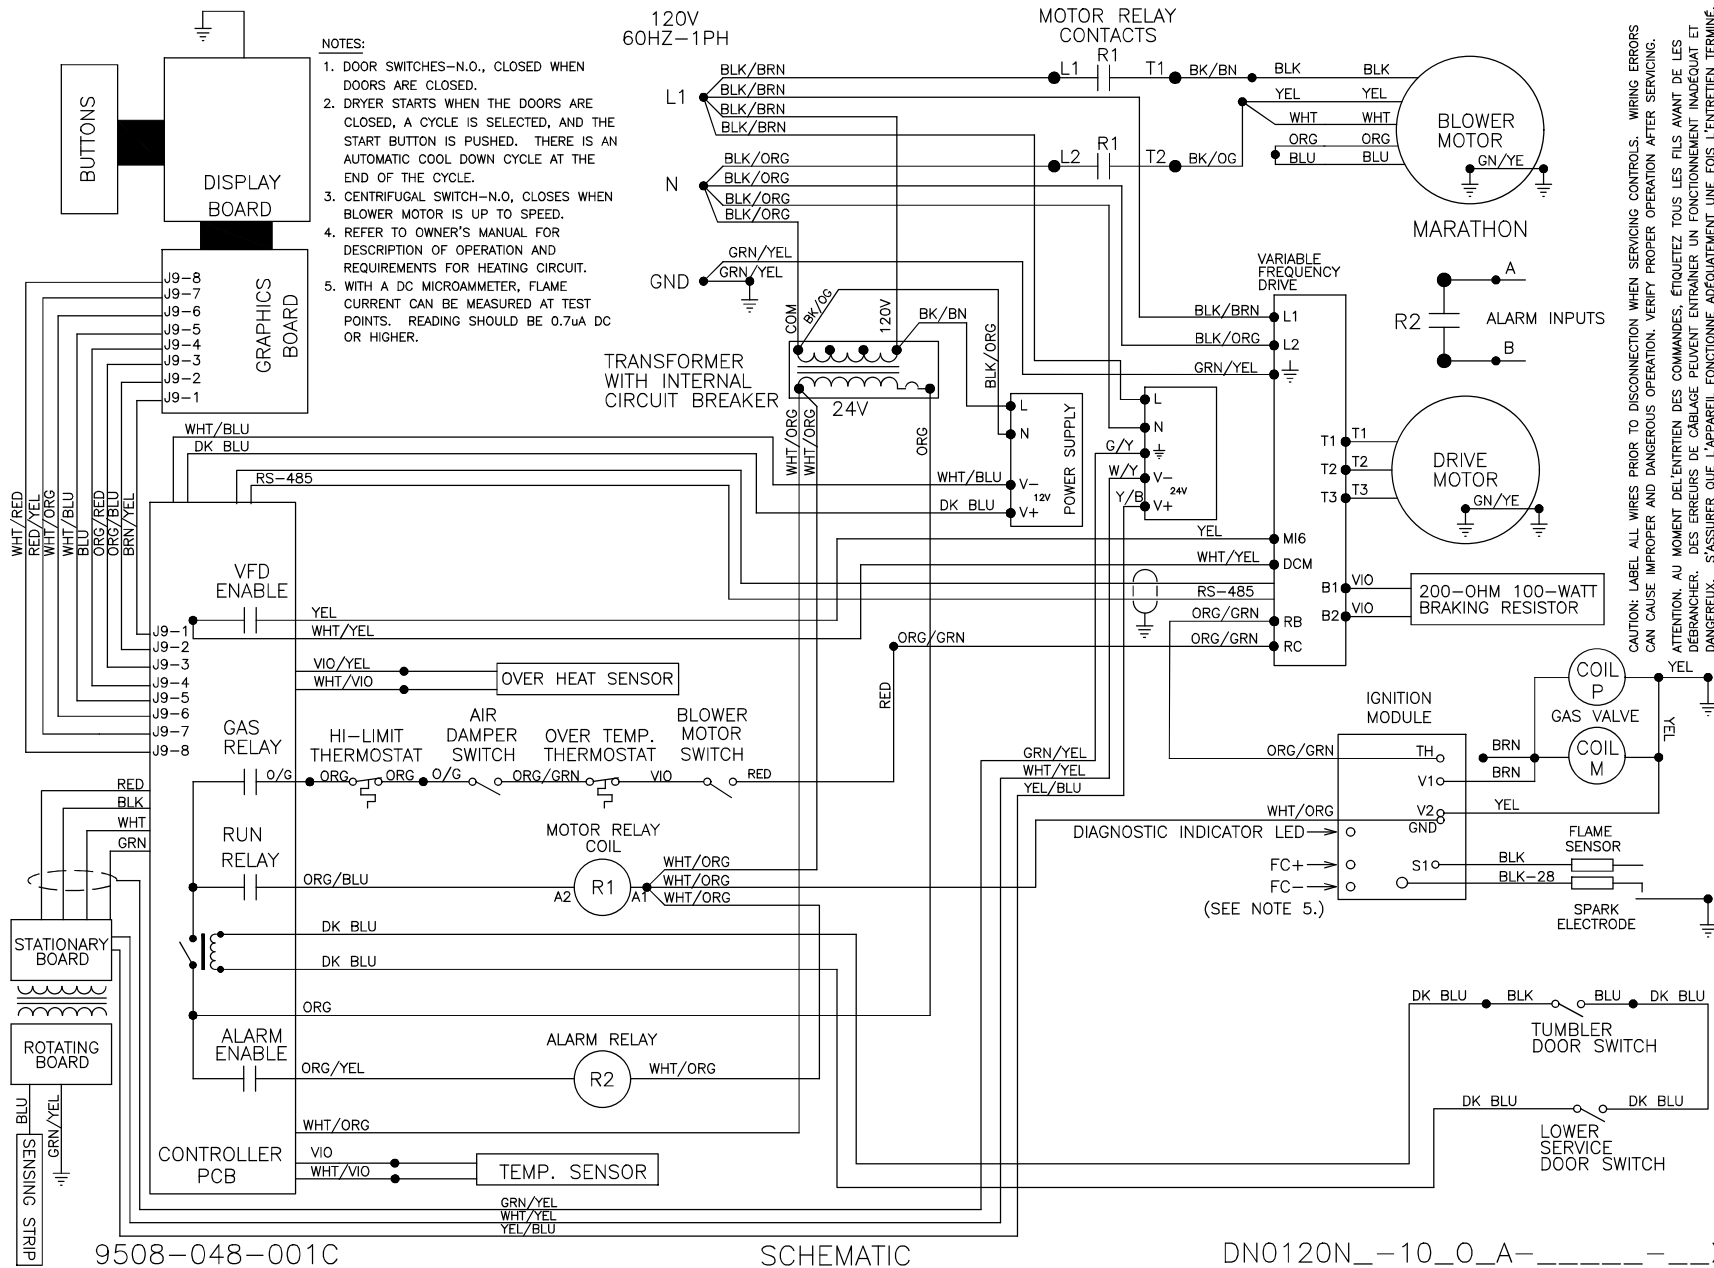 120V
60HZ-1PH
MOTOR RELAY
CONTACTS
NOTES:
1. DOOR SWITCHES-N.O., CLOSED WHEN
DOORS ARE CLOSED.
2. DRYER STARTS WHEN THE DOORS ARE
CLOSED, A CYCLE IS SELECTED, AND THE
START BUTTON IS PUSHED. THERE IS AN
AUTOMATIC COOL DOWN CYCLE AT THE
END OF THE CYCLE.
3. CENTRIFUGAL SWITCH-N.O, CLOSES WHEN
BLOWER MOTOR IS UP TO SPEED.
4. REFER TO OWNER'S MANUAL FOR
DESCRIPTION OF OPERATION AND
REQUIREMENTS FOR HEATING CIRCUIT.
5. WITH A DC MICROAMMETER, FLAME
CURRENT CAN BE MEASURED AT TEST
POINTS. READING SHOULD BE 0.7uA DC
OR HIGHER.
BUTTONS
DISPLAY
BOARD
GRAPHICS
BOARD
J9-8
J9-7
J9-6
J9-5
J9-4
J9-3
J9-2
J9-1
WHT/RED
RED/YEL
WHT/ORG
WHT/BLU
BLU
ORG/RED
ORG/BLU
BRN/YEL
L1
BLK/BRN
BLK/BRN
BLK/BRN
BLK/BRN
N
BLK/ORG
BLK/ORG
BLK/ORG
BLK/ORG
GND
GRN/YEL
GRN/YEL
L1
R1
T1
BK/BN
BLK
BLK
L2
R1
T2
BK/OG
YEL
YEL
WHT
WHT
ORG
ORG
BLU
BLU
BLOWER
MOTOR
GN/YE
MARATHON
R2
A
ALARM INPUTS
B
CAUTION: LABEL ALL WIRES PRIOR TO DISCONNECTION WHEN SERVICING CONTROLS. WIRING ERRORS
CAN CAUSE IMPROPER AND DANGEROUS OPERATION. VERIFY PROPER OPERATION AFTER SERVICING.
ATTENTION. AU MOMENT DEL'ENTRETIEN DES COMMANDES, ÉTIQUETEZ TOUS LES FILS AVANT DE LES
DÉBRANCHER. DES ERREURS DE CÂBLAGE PEUVENT ENTRAÎNER UN FONCTIONNEMENT INADÉQUAT ET
DANGEREUX. S'ASSURER QUE L'APPAREIL FONCTIONNE ADÉQUATEMENT UNE FOIS L'ENTRETIEN TERMINÉ.
TRANSFORMER
WITH INTERNAL
CIRCUIT BREAKER
COM
BK/OG
120V
BK/BN
24V
WHT/ORG
WHT/ORG
ORG
BLK/ORG
L
N
V-
12V
V+
POWER SUPPLY
WHT/BLU
DK BLU
L
N
G/Y
W/Y
V-
24V
Y/B
V+
VARIABLE
FREQUENCY
DRIVE
BLK/BRN
L1
BLK/ORG
L2
GRN/YEL
T1
T1
T2
T2
T3
T3
DRIVE
MOTOR
GN/YE
YEL
MI6
WHT/YEL
DCM
RS-485
ORG/GRN
RB
ORG/GRN
RC
B1
VIO
B2
VIO
200-OHM 100-WATT
BRAKING RESISTOR
WHT/BLU
DK BLU
RS-485
VFD
ENABLE
YEL
WHT/YEL
J9-1
J9-2
J9-3
J9-4
J9-5
J9-6
J9-7
J9-8
VIO/YEL
WHT/VIO
OVER HEAT SENSOR
ORG/GRN
RED
GAS
RELAY
HI-LIMIT
THERMOSTAT
AIR
DAMPER
SWITCH
OVER TEMP.
THERMOSTAT
BLOWER
MOTOR
SWITCH
O/G
ORG
ORG
O/G
ORG/GRN
VIO
RED
GRN/YEL
WHT/YEL
YEL/BLU
RED
BLK
WHT
GRN
RUN
RELAY
MOTOR RELAY
COIL
ORG/BLU
A2
R1
A1
WHT/ORG
WHT/ORG
WHT/ORG
IGNITION
MODULE
ORG/GRN
TH
V1
V2
GND
S1
WHT/ORG
DIAGNOSTIC INDICATOR LED
FC+
FC-
(SEE NOTE 5.)
BRN
BRN
YEL
COIL
P
GAS VALVE
COIL
M
YEL
YEL
BLK
FLAME
SENSOR
BLK-28
SPARK
ELECTRODE
STATIONARY
BOARD
ROTATING
BOARD
BLU
GRN/YEL
SENSING STRIP
DK BLU
DK BLU
ORG
ALARM
ENABLE
ALARM RELAY
ORG/YEL
R2
WHT/ORG
WHT/ORG
CONTROLLER
PCB
VIO
WHT/VIO
TEMP. SENSOR
GRN/YEL
WHT/YEL
YEL/BLU
DK BLU
BLK
BLU
DK BLU
TUMBLER
DOOR SWITCH
DK BLU
DK BLU
LOWER
SERVICE
DOOR SWITCH
9508-048-001C
SCHEMATIC
DN0120N_-10_O_A-_____-__